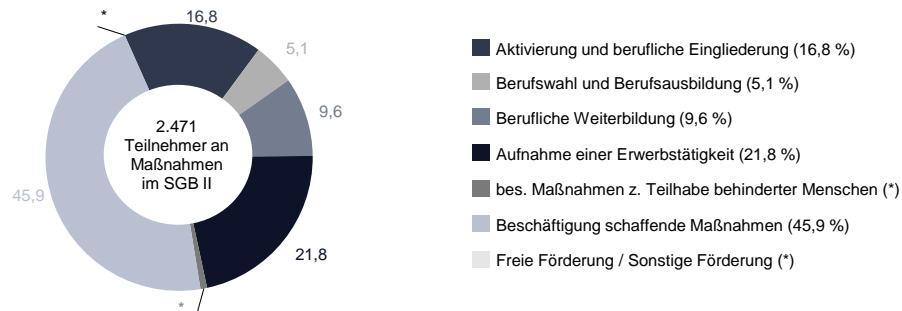 *
16,8
5,1
9,6
2.471
Teilnehmer an
Maßnahmen
im SGB II
45,9
21,8
*
Aktivierung und berufliche Eingliederung (16,8 %)
Berufswahl und Berufsausbildung (5,1 %)
Berufliche Weiterbildung (9,6 %)
Aufnahme einer Erwerbstätigkeit (21,8 %)
bes. Maßnahmen z. Teilhabe behinderter Menschen (*)
Beschäftigung schaffende Maßnahmen (45,9 %)
Freie Förderung / Sonstige Förderung (*)